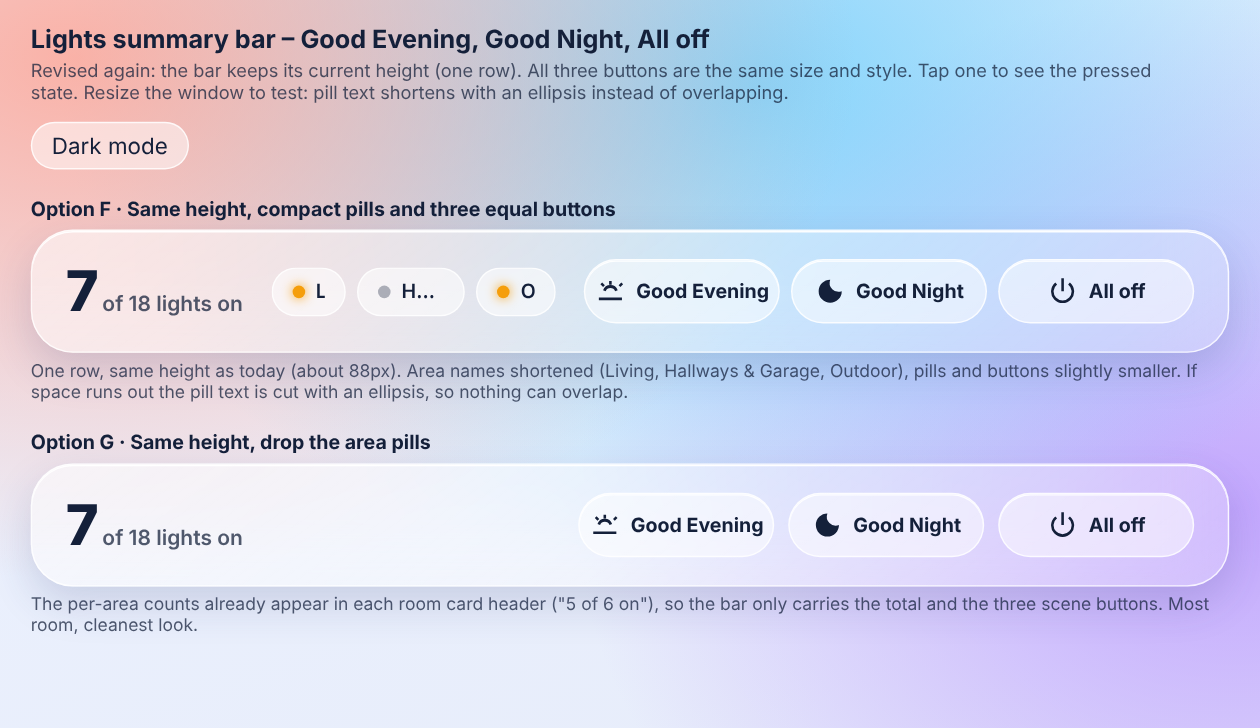 Lights summary bar – Good Evening, Good Night, All off
Revised again: the bar keeps its current height (one row). All three buttons are the same size and style. Tap one to see the pressed
state. Resize the window to test: pill text shortens with an ellipsis instead of overlapping.
Dark mode
Option F · Same height, compact pills and three equal buttons
7 of 18 lights on L H... O Good Evening Good Night All off
One row, same height as today (about 88px). Area names shortened (Living, Hallways & Garage, Outdoor), pills and buttons slightly smaller. If
space runs out the pill text is cut with an ellipsis, so nothing can overlap.
Option G · Same height, drop the area pills
7 of 18 lights on Good Evening Good Night All off
The per-area counts already appear in each room card header ("5 of 6 on"), so the bar only carries the total and the three scene buttons. Most
room, cleanest look.